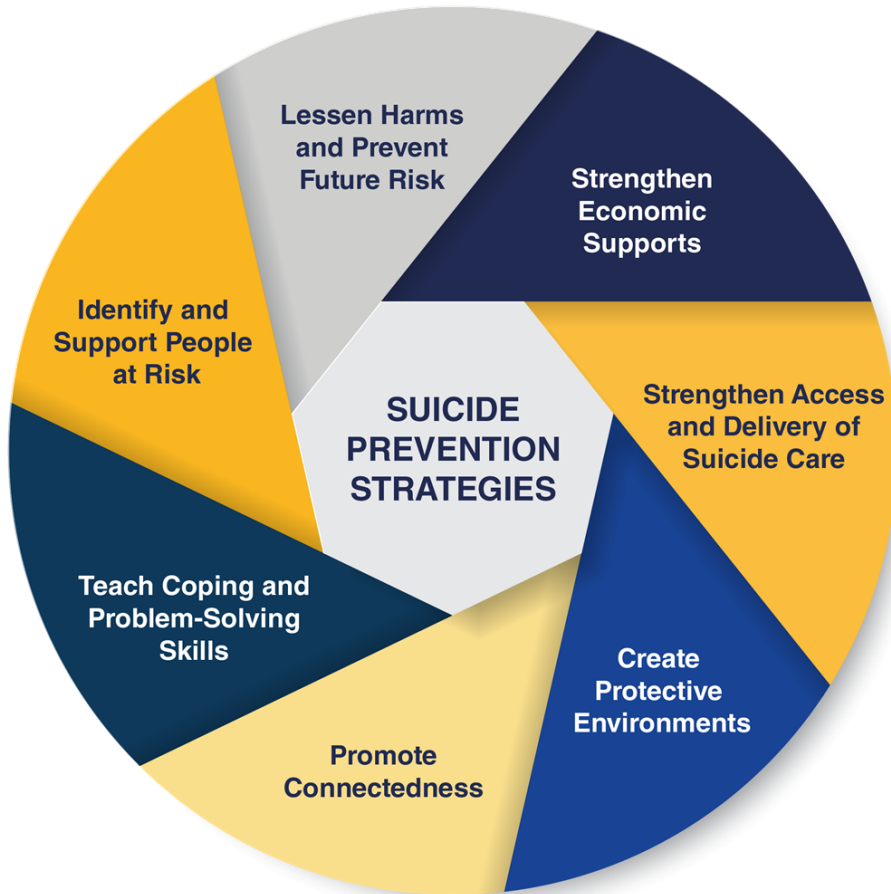 SUICIDE
PREVENTION
STRATEGIES
Lessen Harms
and Prevent
Future Risk
Strengthen
Economic
Supports
Strengthen Access
and Delivery of
Suicide Care
Create
Protective
Environments
Promote
Connectedness
Teach Coping and
Problem-Solving
Skills
Identify and
Support People
at Risk